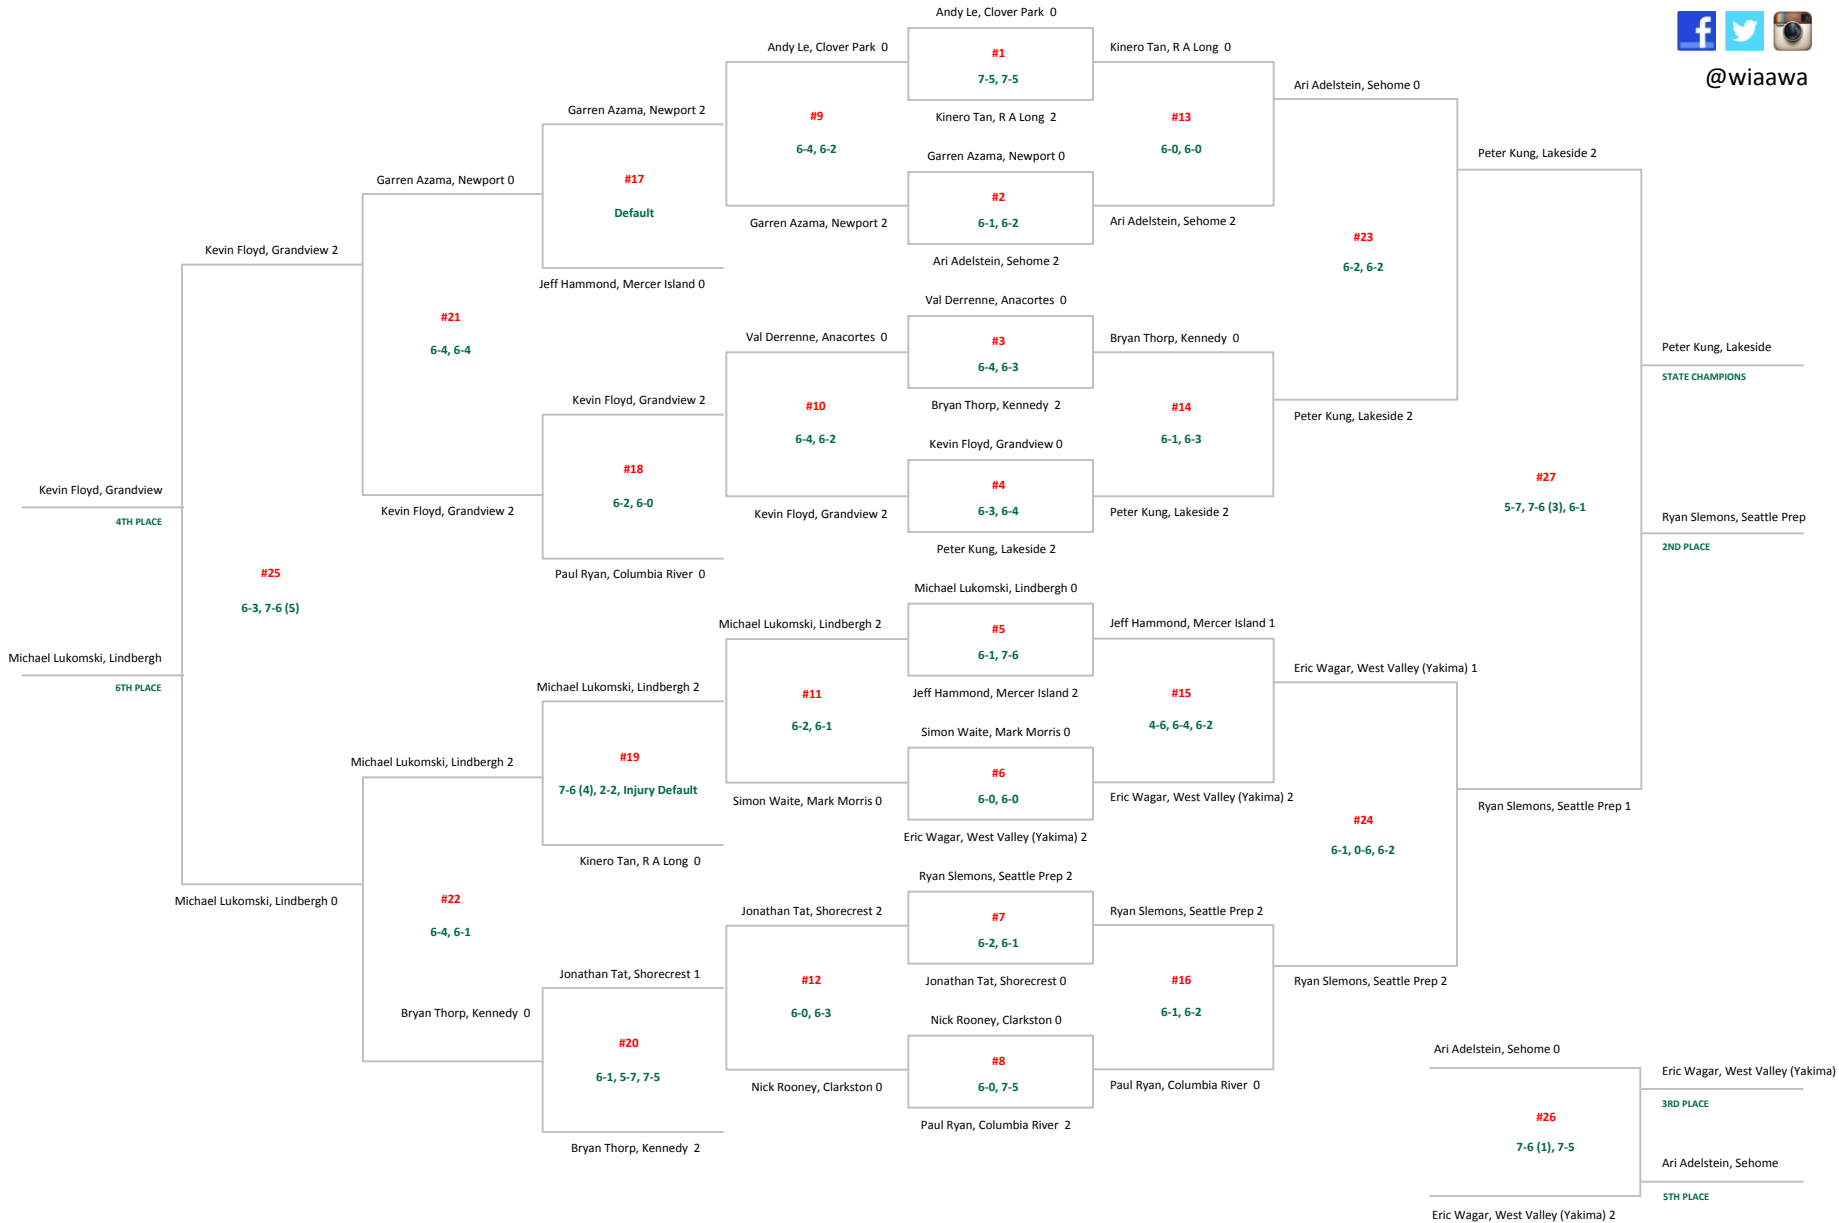 @wiaawa
Andy Le, Clover Park 0
#1
7-5, 7-5
Kinero Tan, R A Long 2
Garren Azama, Newport 0
#2
6-1, 6-2
Ari Adelstein, Sehome 2
Val Derrenne, Anacortes 0
#3
6-4, 6-3
Bryan Thorp, Kennedy 2
Kevin Floyd, Grandview 0
#4
6-3, 6-4
Peter Kung, Lakeside 2
Michael Lukomski, Lindbergh 0
#5
6-1, 7-6
Jeff Hammond, Mercer Island 2
Simon Waite, Mark Morris 0
#6
6-0, 6-0
Eric Wagar, West Valley (Yakima) 2
Ryan Slemons, Seattle Prep 2
#7
6-2, 6-1
Jonathan Tat, Shorecrest 0
Nick Rooney, Clarkston 0
#8
6-0, 7-5
Paul Ryan, Columbia River 2
Andy Le, Clover Park 0
#9
6-4, 6-2
Garren Azama, Newport 2
Val Derrenne, Anacortes 0
#10
6-4, 6-2
Kevin Floyd, Grandview 2
Michael Lukomski, Lindbergh 2
#11
6-2, 6-1
Simon Waite, Mark Morris 0
Jonathan Tat, Shorecrest 2
#12
6-0, 6-3
Nick Rooney, Clarkston 0
Kinero Tan, R A Long 0
#13
6-0, 6-0
Ari Adelstein, Sehome 2
Bryan Thorp, Kennedy 0
#14
6-1, 6-3
Peter Kung, Lakeside 2
Jeff Hammond, Mercer Island 1
#15
4-6, 6-4, 6-2
Eric Wagar, West Valley (Yakima) 2
Ryan Slemons, Seattle Prep 2
#16
6-1, 6-2
Paul Ryan, Columbia River 0
Garren Azama, Newport 2
#17
Default
Jeff Hammond, Mercer Island 0
Kevin Floyd, Grandview 2
#18
6-2, 6-0
Paul Ryan, Columbia River 0
Michael Lukomski, Lindbergh 2
#19
7-6 (4), 2-2, Injury Default
Kinero Tan, R A Long 0
Jonathan Tat, Shorecrest 1
#20
6-1, 5-7, 7-5
Bryan Thorp, Kennedy 2
Garren Azama, Newport 0
#21
6-4, 6-4
Kevin Floyd, Grandview 2
Michael Lukomski, Lindbergh 2
#22
6-4, 6-1
Bryan Thorp, Kennedy 0
Ari Adelstein, Sehome 0
#23
6-2, 6-2
Peter Kung, Lakeside 2
Eric Wagar, West Valley (Yakima) 1
#24
6-1, 0-6, 6-2
Ryan Slemons, Seattle Prep 2
Kevin Floyd, Grandview 2
#25
6-3, 7-6 (5)
Michael Lukomski, Lindbergh 0
Kevin Floyd, Grandview
4TH PLACE
Michael Lukomski, Lindbergh
6TH PLACE
Ari Adelstein, Sehome 0
#26
7-6 (1), 7-5
Eric Wagar, West Valley (Yakima) 2
Eric Wagar, West Valley (Yakima)
3RD PLACE
Ari Adelstein, Sehome
5TH PLACE
Peter Kung, Lakeside 2
#27
5-7, 7-6 (3), 6-1
Ryan Slemons, Seattle Prep 1
Peter Kung, Lakeside
STATE CHAMPIONS
Ryan Slemons, Seattle Prep
2ND PLACE